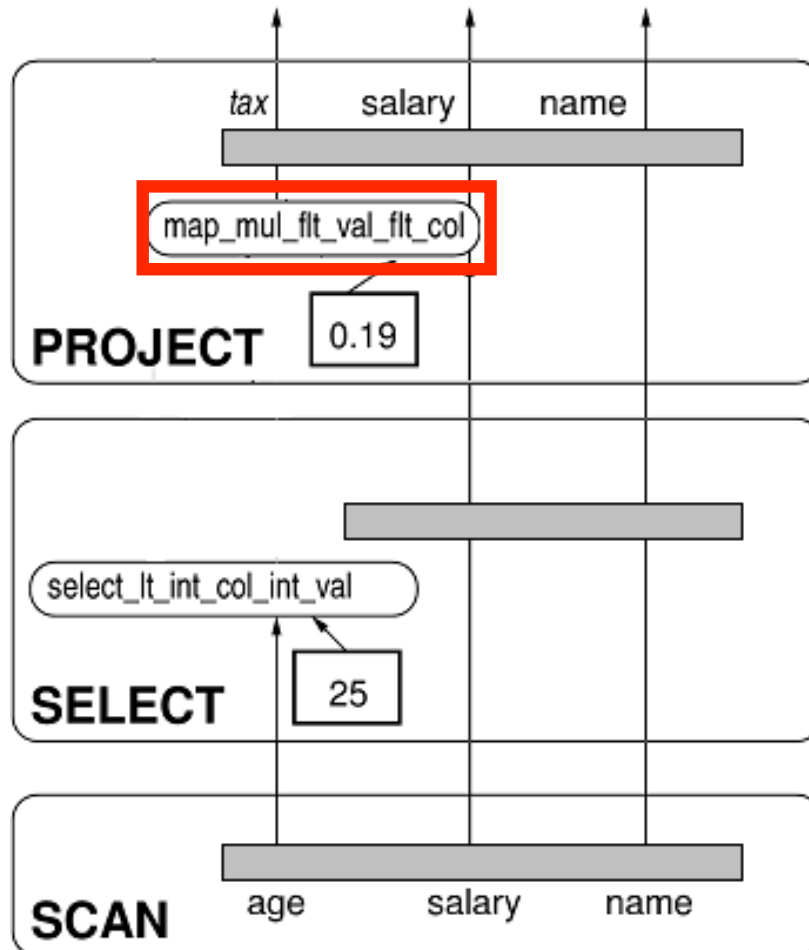 tax salary name
map_mul_flt_val_flt_col
0.19
PROJECT
select_lt_int_col_int_val
25
SELECT
age salary name
SCAN